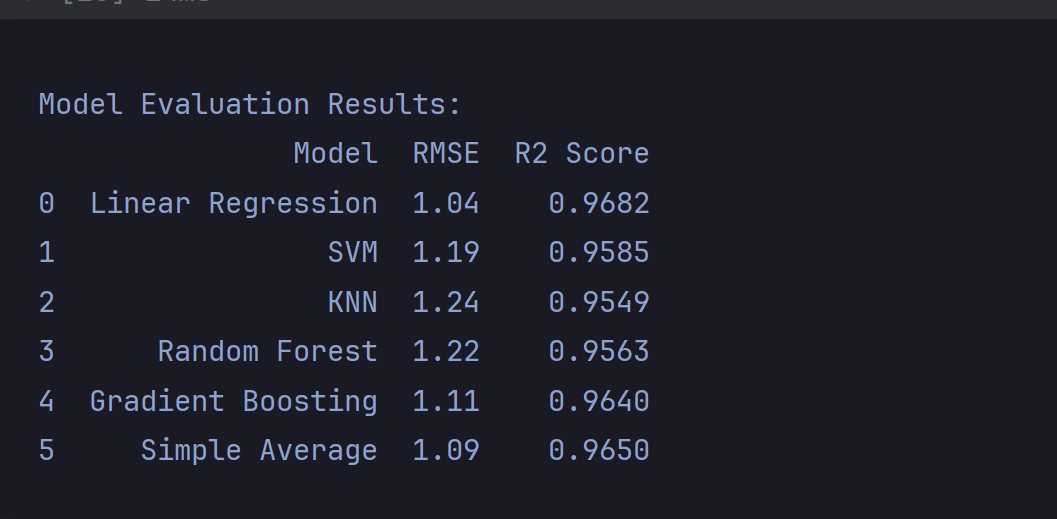 Model Evaluation Results:
Model RMSE R2 Score
0 Linear Regression 1.04 0.9682
1 SVM 1.19 0.9585
2 KNN 1.24 0.9549
3 Random Forest 1.22 0.9563
4 Gradient Boosting 1.11 0.9640
5 Simple Average 1.09 0.9650